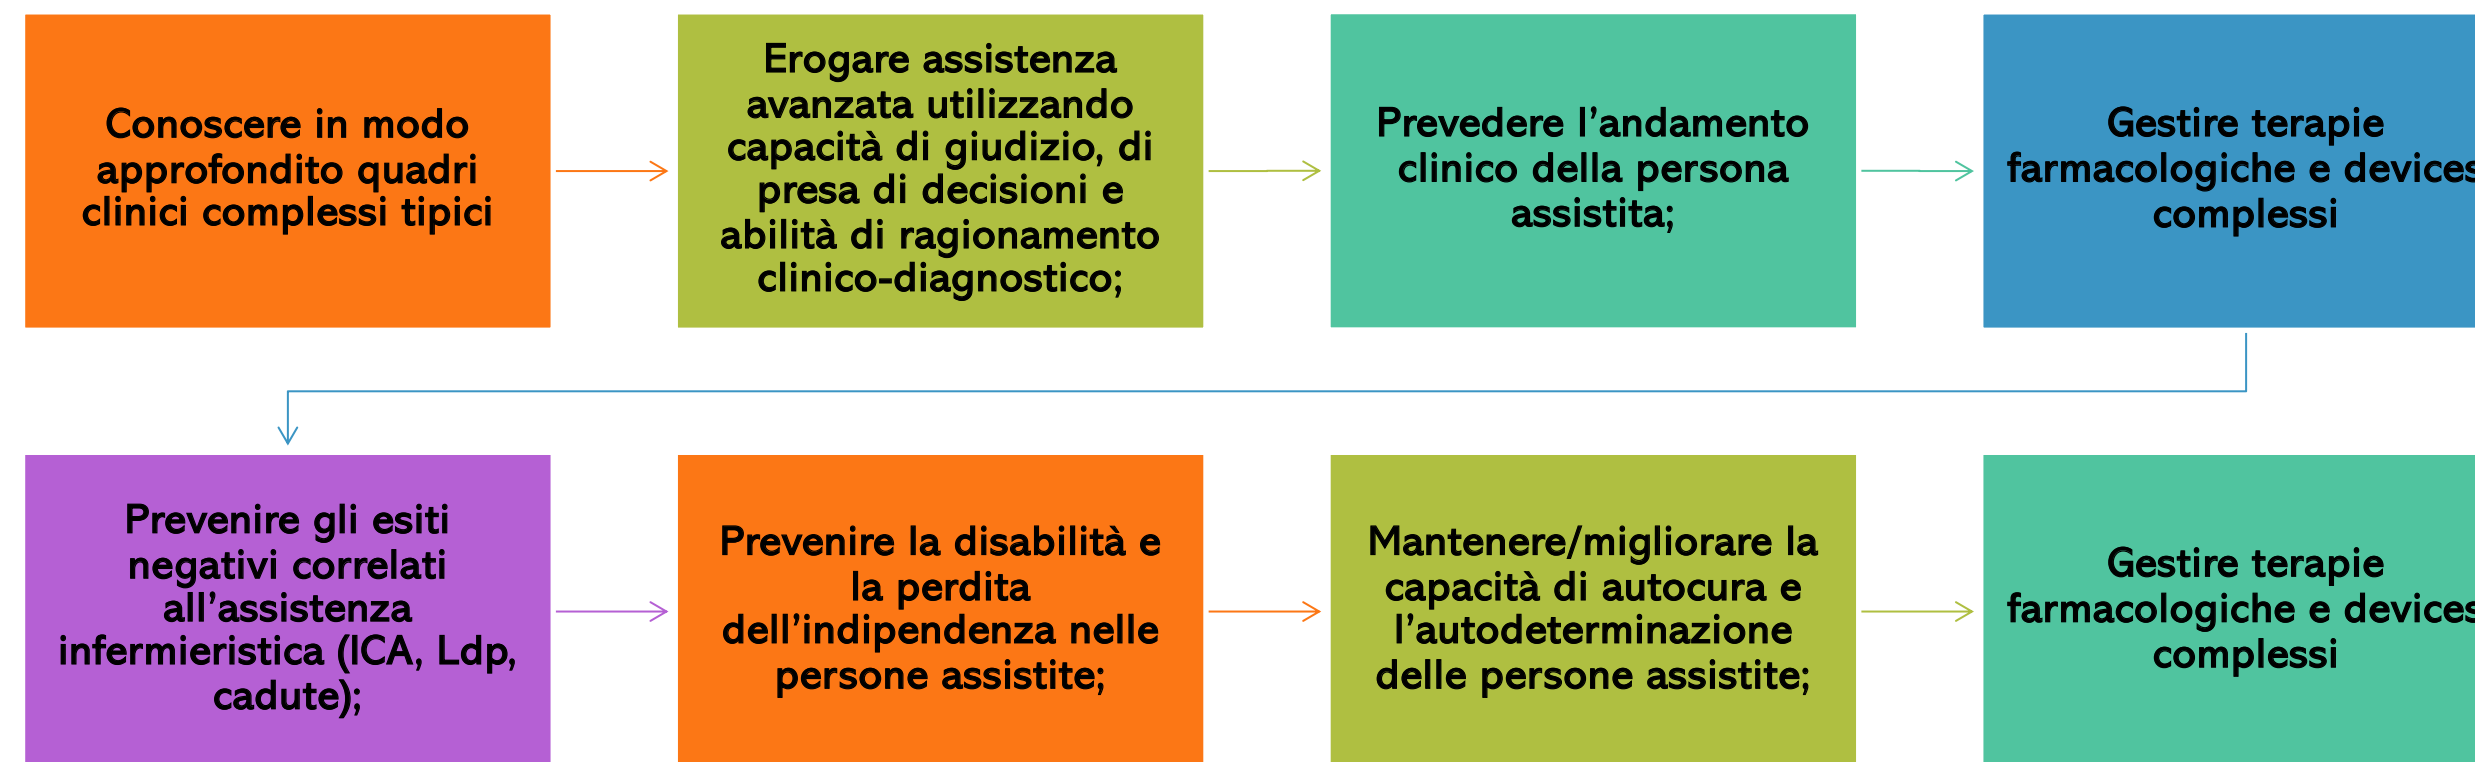 Conoscere in modo
approfondito quadri
clinici complessi tipici
Erogare assistenza
avanzata utilizzando
capacità di giudizio, di
presa di decisioni e
abilità di ragionamento
clinico-diagnostico;
Prevedere l’andamento
clinico della persona
assistita;
Gestire terapie
farmacologiche e devices
complessi
Prevenire gli esiti
negativi correlati
all’assistenza
infermieristica (ICA, Ldp,
cadute);
Prevenire la disabilità e
la perdita
dell’indipendenza nelle
persone assistite;
Mantenere/migliorare la
capacità di autocura e
l’autodeterminazione
delle persone assistite;
Gestire terapie
farmacologiche e devices
complessi